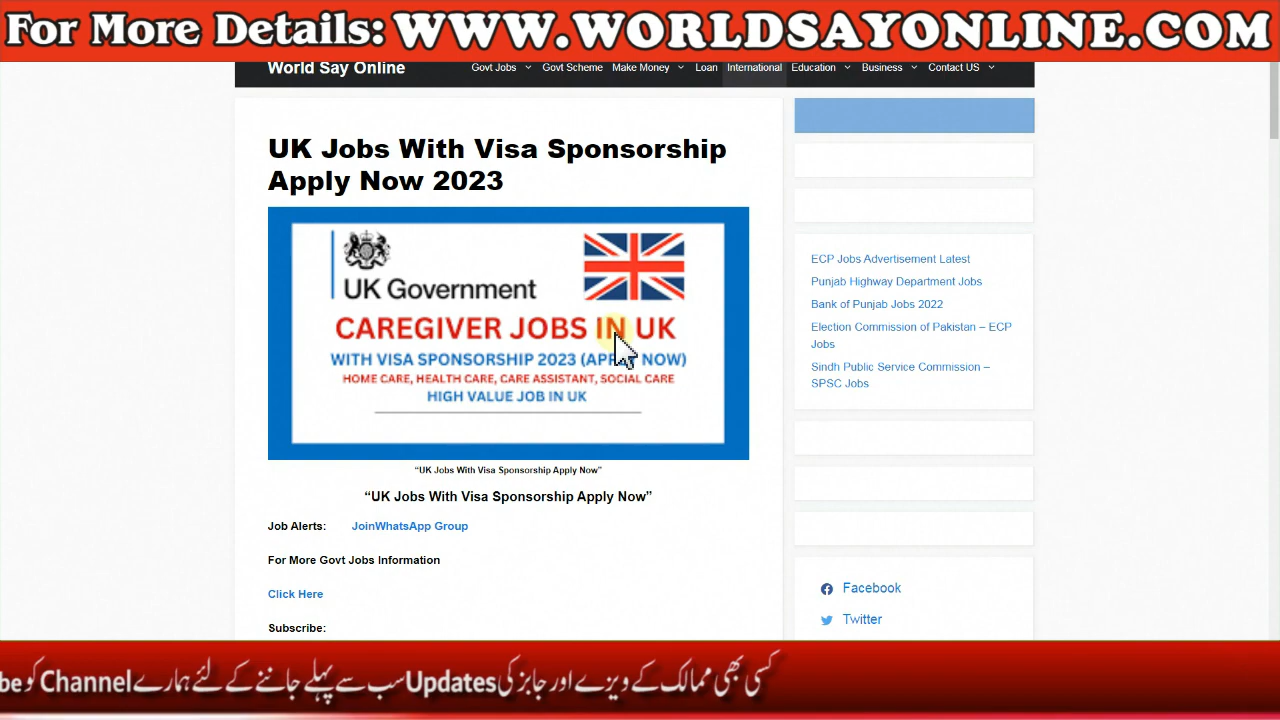 For More Details: WWW.WORLDSAYONLINE.COM
World Say Online
Govt Jobs Govt Scheme Make Money Loan International Education Business Contact US
UK Jobs With Visa Sponsorship
Apply Now 2023
UK Government
CAREGIVER JOBS IN UK
WITH VISA SPONSORSHIP 2023 (APPLY NOW)
HOME CARE, HEALTH CARE, CARE ASSISTANT, SOCIAL CARE
HIGH VALUE JOB IN UK
“UK Jobs With Visa Sponsorship Apply Now”
“UK Jobs With Visa Sponsorship Apply Now”
Job Alerts: JoinWhatsApp Group
For More Govt Jobs Information
Click Here
Subscribe:
ECP Jobs Advertisement Latest
Punjab Highway Department Jobs
Bank of Punjab Jobs 2022
Election Commission of Pakistan – ECP
Jobs
Sindh Public Service Commission –
SPSC Jobs
Facebook
Twitter
کسی بھی ممالک کے ویزے اور جابز کی Updates سب سے پہلے جاننے کے لئے ہمارے Channel کو be